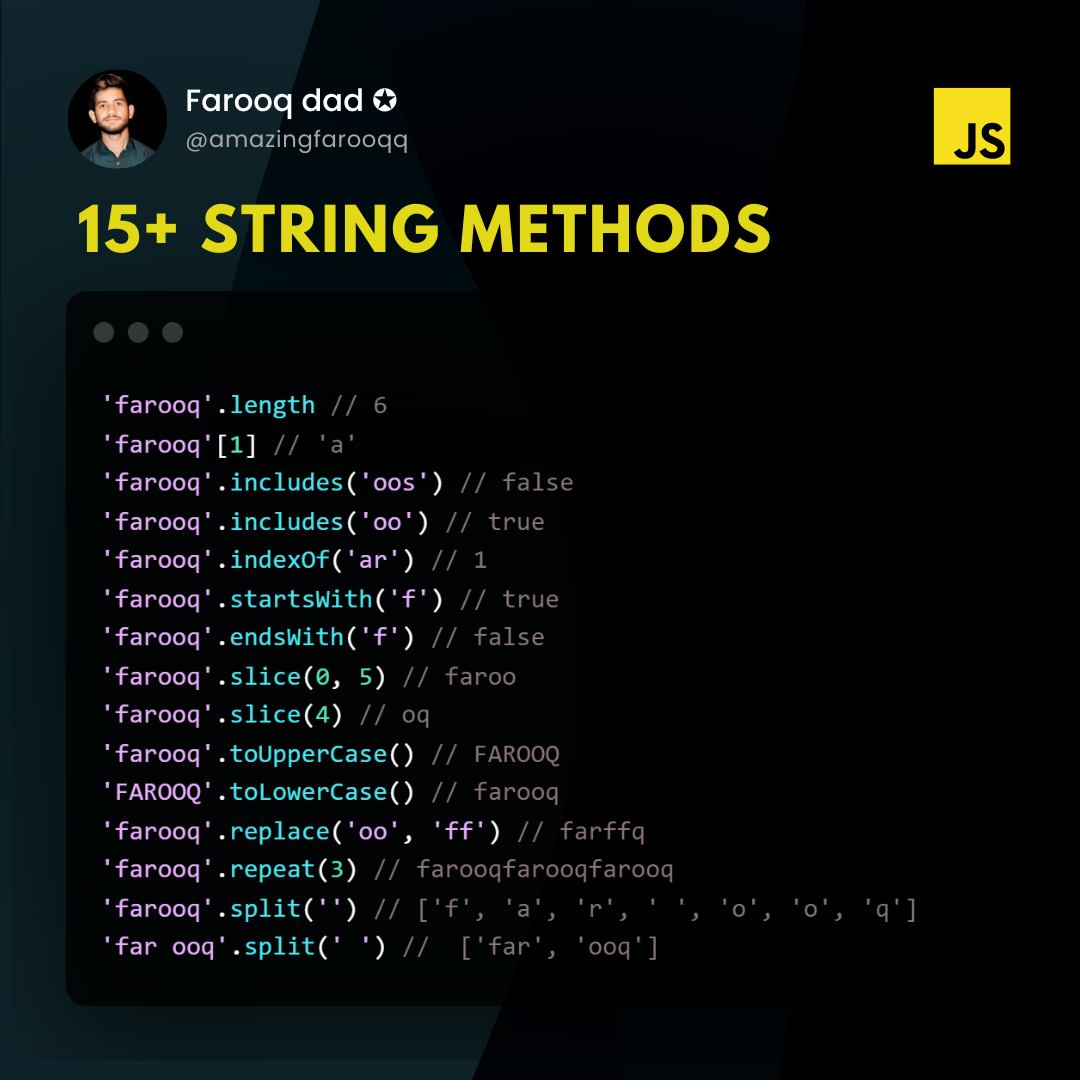 Farooq dad ✪
@amazingfarooqq
JS
15+ STRING METHODS
'farooq'.length // 6
'farooq'[1] // 'a'
'farooq'.includes('oos') // false
'farooq'.includes('oo') // true
'farooq'.indexOf('ar') // 1
'farooq'.startsWith('f') // true
'farooq'.endsWith('f') // false
'farooq'.slice(0, 5) // faroo
'farooq'.slice(4) // oq
'farooq'.toUpperCase() // FAROOQ
'FAROOQ'.toLowerCase() // farooq
'farooq'.replace('oo', 'ff') // farffq
'farooq'.repeat(3) // farooqfarooqfarooq
'farooq'.split('') // ['f', 'a', 'r', ' ', 'o', 'o', 'q']
'far ooq'.split(' ') //  ['far', 'ooq']